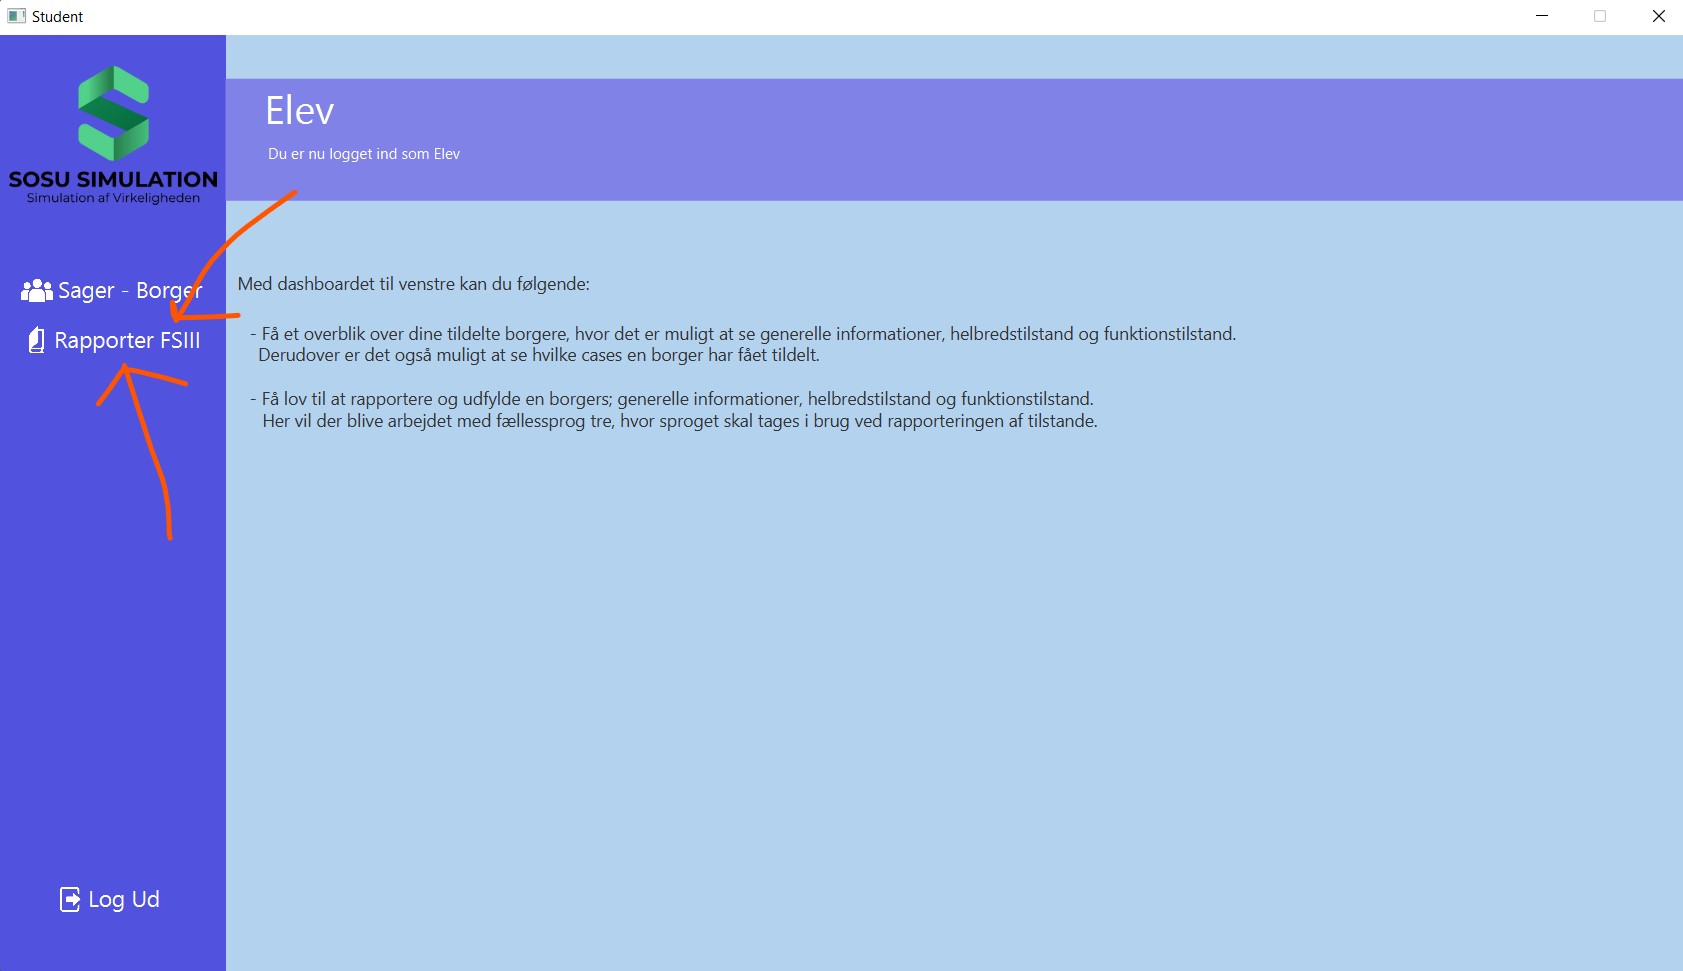 Student
SOSU SIMULATION
Simulation af Virkeligheden
Elev
Du er nu logget ind som Elev
Sager - Borger
Rapporter FSIII
Log Ud
Med dashboardet til venstre kan du følgende:
- Få et overblik over dine tildelte borgere, hvor det er muligt at se generelle informationer, helbredstilstand og funktionstilstand.
Derudover er det også muligt at se hvilke cases en borger har fået tildelt.
- Få lov til at rapportere og udfylde en borgers; generelle informationer, helbredstilstand og funktionstilstand.
Her vil der blive arbejdet med fællessprog tre, hvor sproget skal tages i brug ved rapporteringen af tilstande.